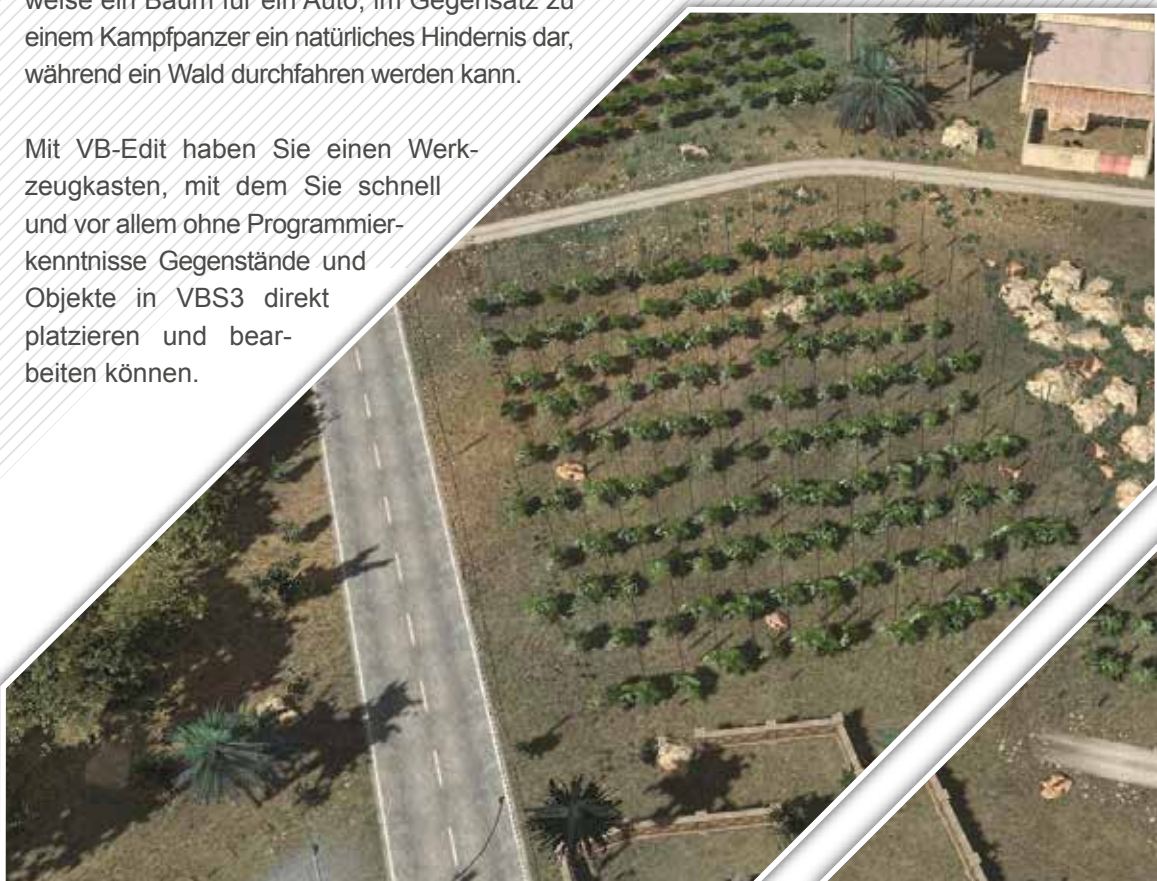 weise ein Baum für ein Auto, im Gegensatz zu
einem Kampfpanzer ein natürliches Hindernis dar,
während ein Wald durchfahren werden kann.
Mit VB-Edit haben Sie einen Werk-
zeugkasten, mit dem Sie schnell
und vor allem ohne Programmier-
kenntnisse Gegenstände und
Objekte in VBS3 direkt
platzieren und bear-
beiten können.